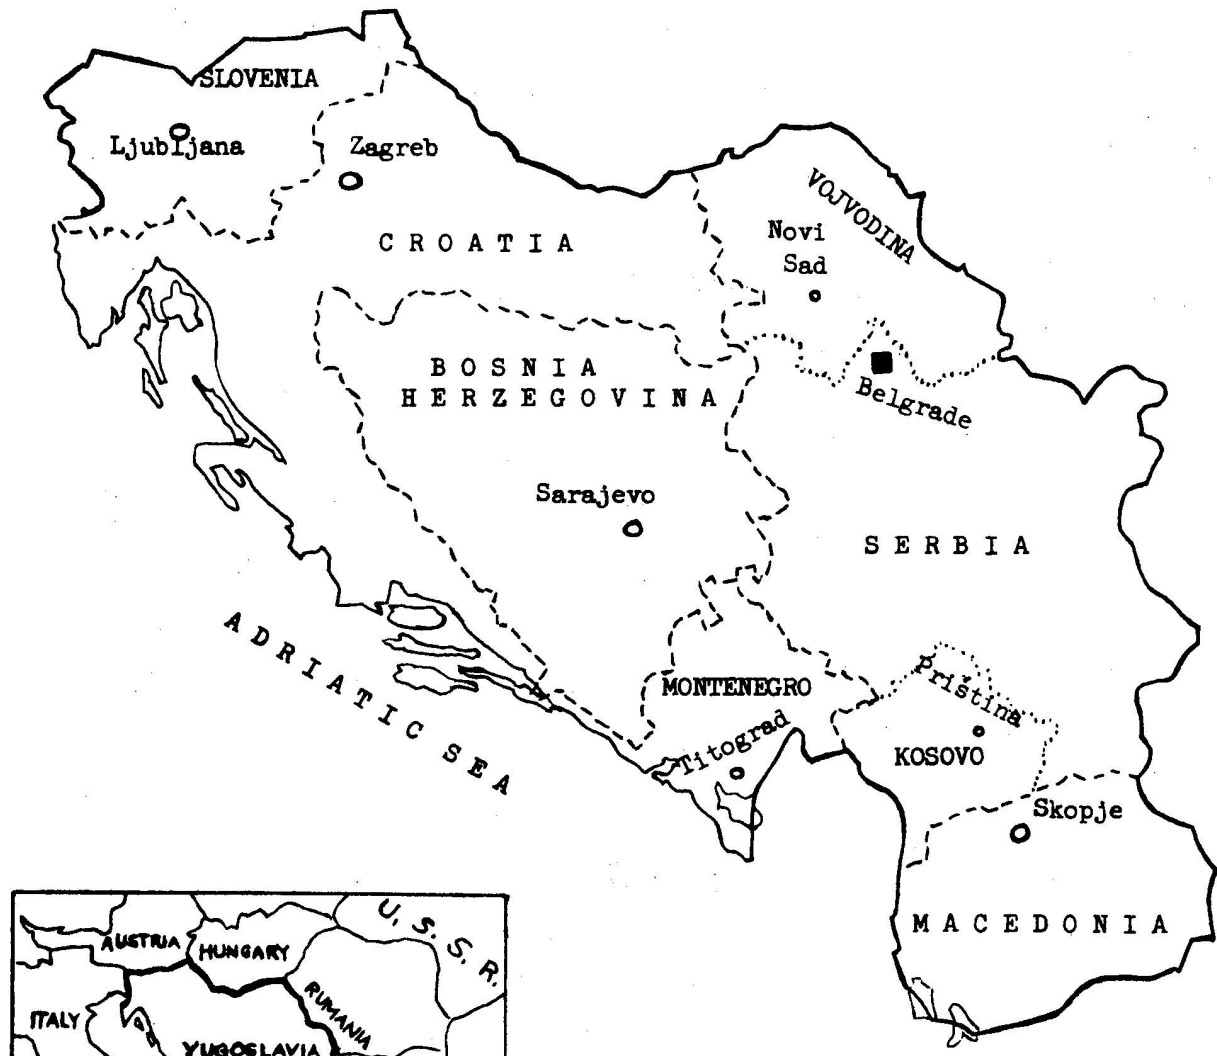 SLOVENIA
Ljubljana
Zagreb
CROATIA
VOJVODINA
Novi
Sad
Belgrade
BOSNIA
HERZEGOVINA
Sarajevo
SERBIA
ADRIATIC SEA
MONTENEGRO
Titograd
Priština
KOSOVO
Skopje
MACEDONIA
U.S.S.R.
AUSTRIA
HUNGARY
RUMANIA
ITALY
YUGOSLAVIA